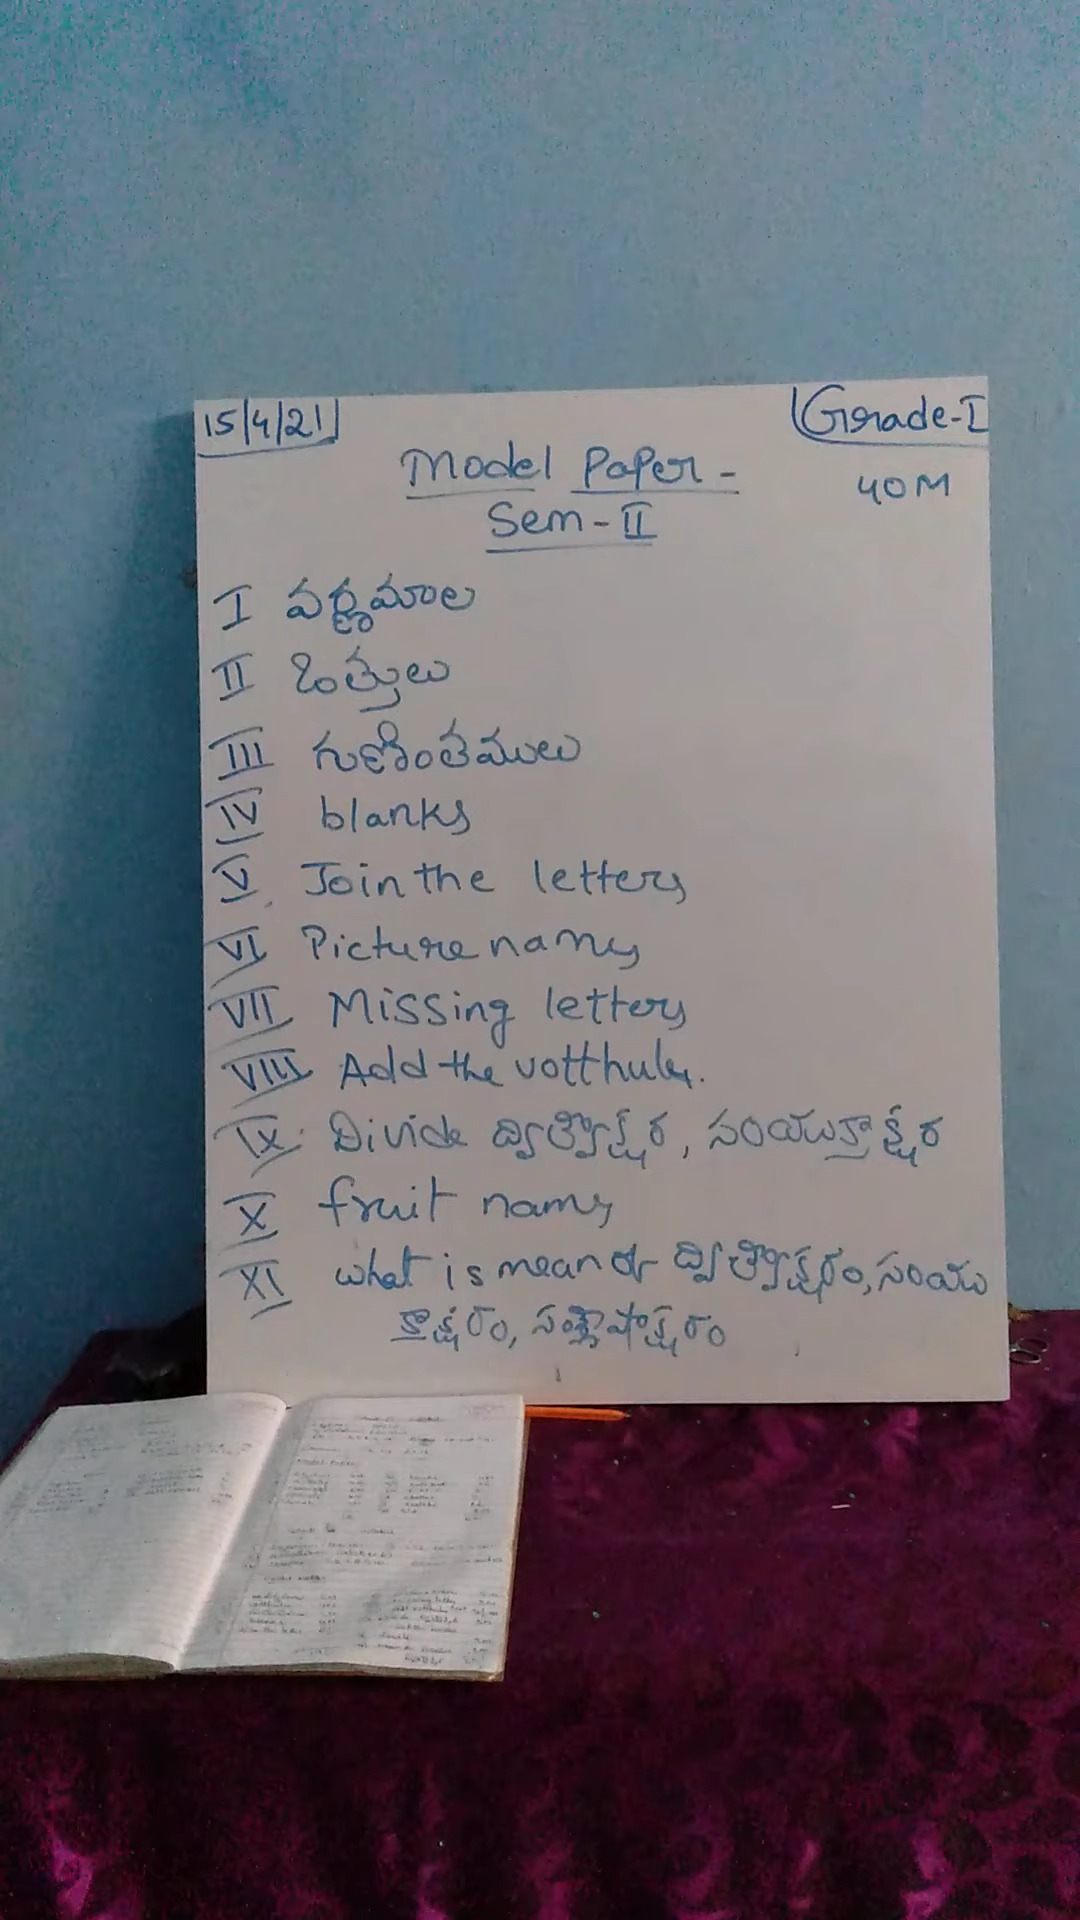 15/4/21
Grade-I
Model Paper -
40M
Sem-II
I వర్ణమాల
II ఒత్తులు
III గుణింతములు
IV blanks
V. Join the letters
VI Picture names
VII Missing letters
VIII Add the votthulu.
IX. Divide ద్విత్వాక్షర, సంయుక్తాక్షర
X fruit names
XI what is mean of ద్విత్వాక్షరం, సంయు
క్తాక్షరం, సంశ్లేషాక్షరం